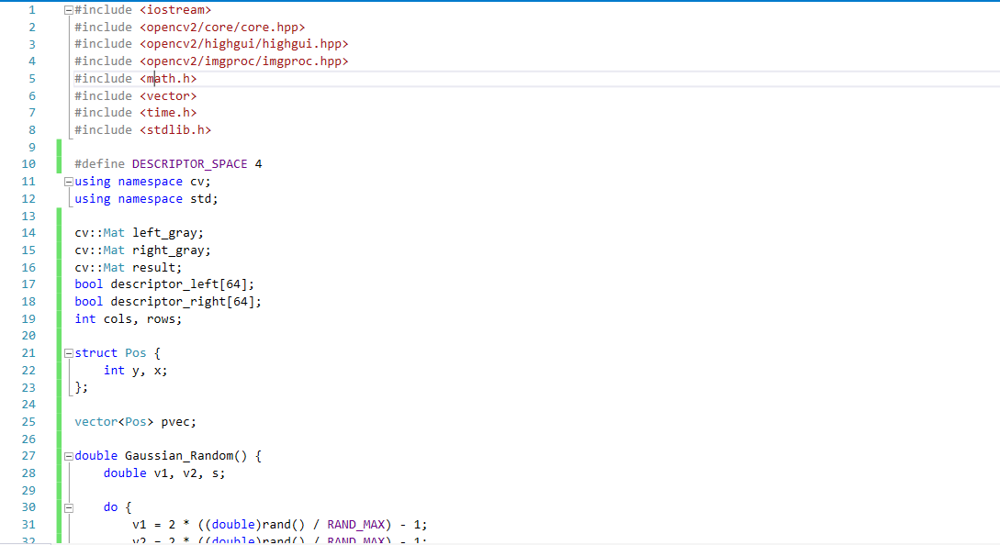 1 #include <iostream>
2 #include <opencv2/core/core.hpp>
3 #include <opencv2/highgui/highgui.hpp>
4 #include <opencv2/imgproc/imgproc.hpp>
5 #include <math.h>
6 #include <vector>
7 #include <time.h>
8 #include <stdlib.h>
9
10 #define DESCRIPTOR_SPACE 4
11 using namespace cv;
12 using namespace std;
13
14 cv::Mat left_gray;
15 cv::Mat right_gray;
16 cv::Mat result;
17 bool descriptor_left[64];
18 bool descriptor_right[64];
19 int cols, rows;
20
21 struct Pos {
22     int y, x;
23 };
24
25 vector<Pos> pvec;
26
27 double Gaussian_Random() {
28     double v1, v2, s;
29
30     do {
31         v1 = 2 * ((double)rand() / RAND_MAX) - 1;
32         v2 = 2 * ((double)rand() / RAND_MAX) - 1;